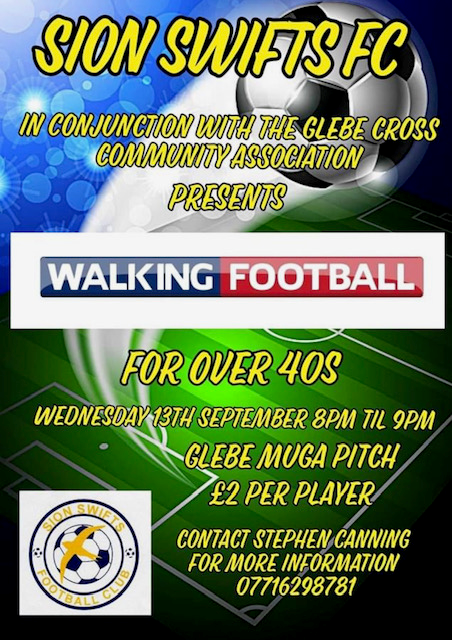 SION SWIFTS FC
IN CONJUNCTION WITH THE GLEBE CROSS
COMMUNITY ASSOCIATION
PRESENTS
WALKING FOOTBALL
FOR OVER 40S
WEDNESDAY 13TH SEPTEMBER 8PM TIL 9PM
GLEBE MUGA PITCH
£2 PER PLAYER
CONTACT STEPHEN CANNING
FOR MORE INFORMATION
07716298781
SION SWIFTS
FOOTBALL CLUB